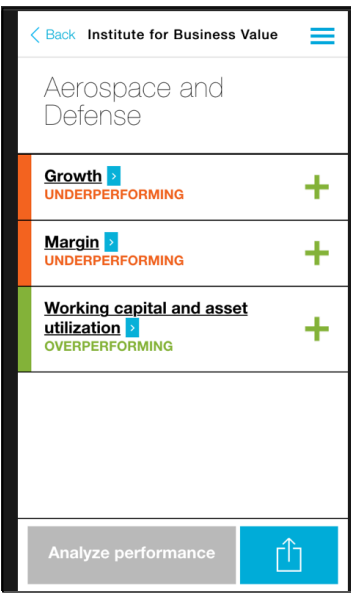 Back Institute for Business Value
Aerospace and
Defense
Growth
UNDERPERFORMING
Margin
UNDERPERFORMING
Working capital and asset
utilization
OVERPERFORMING
Analyze performance